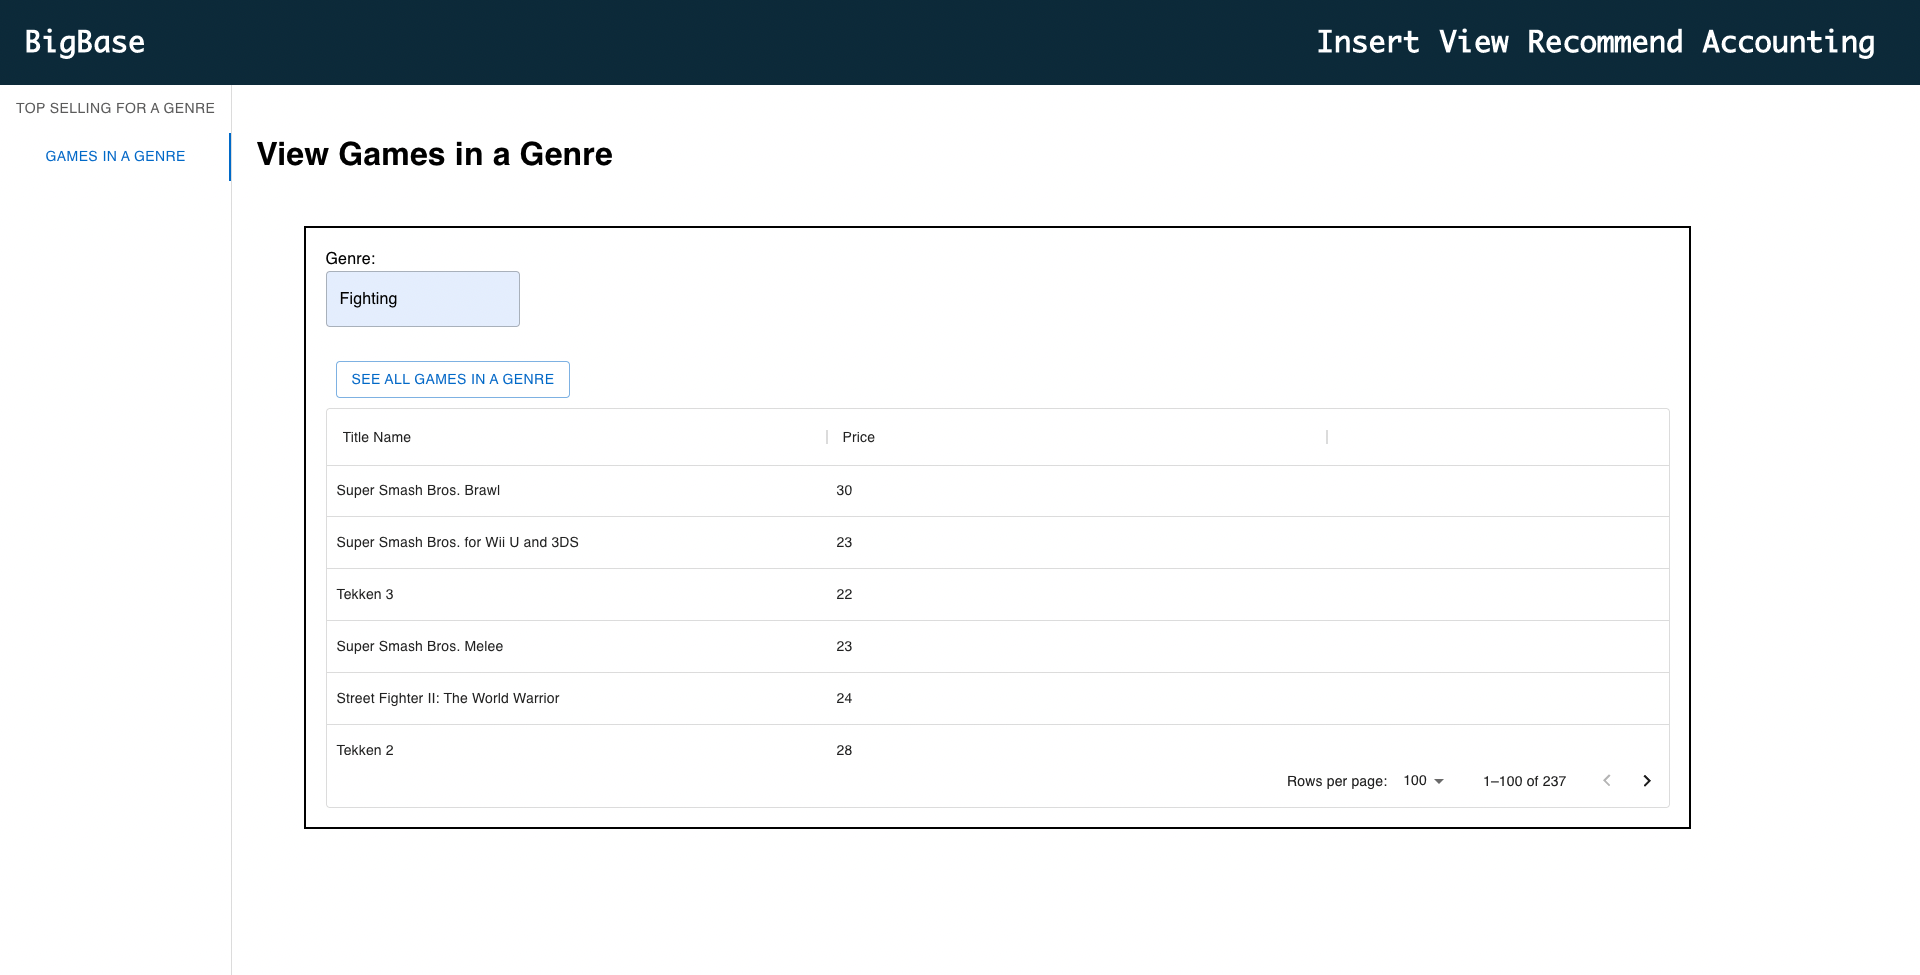 BigBase
Insert View Recommend Accounting
TOP SELLING FOR A GENRE
GAMES IN A GENRE
View Games in a Genre
Genre:
Fighting
SEE ALL GAMES IN A GENRE
Title Name Price
Super Smash Bros. Brawl 30
Super Smash Bros. for Wii U and 3DS 23
Tekken 3 22
Super Smash Bros. Melee 23
Street Fighter II: The World Warrior 24
Tekken 2 28
Rows per page: 100 1–100 of 237